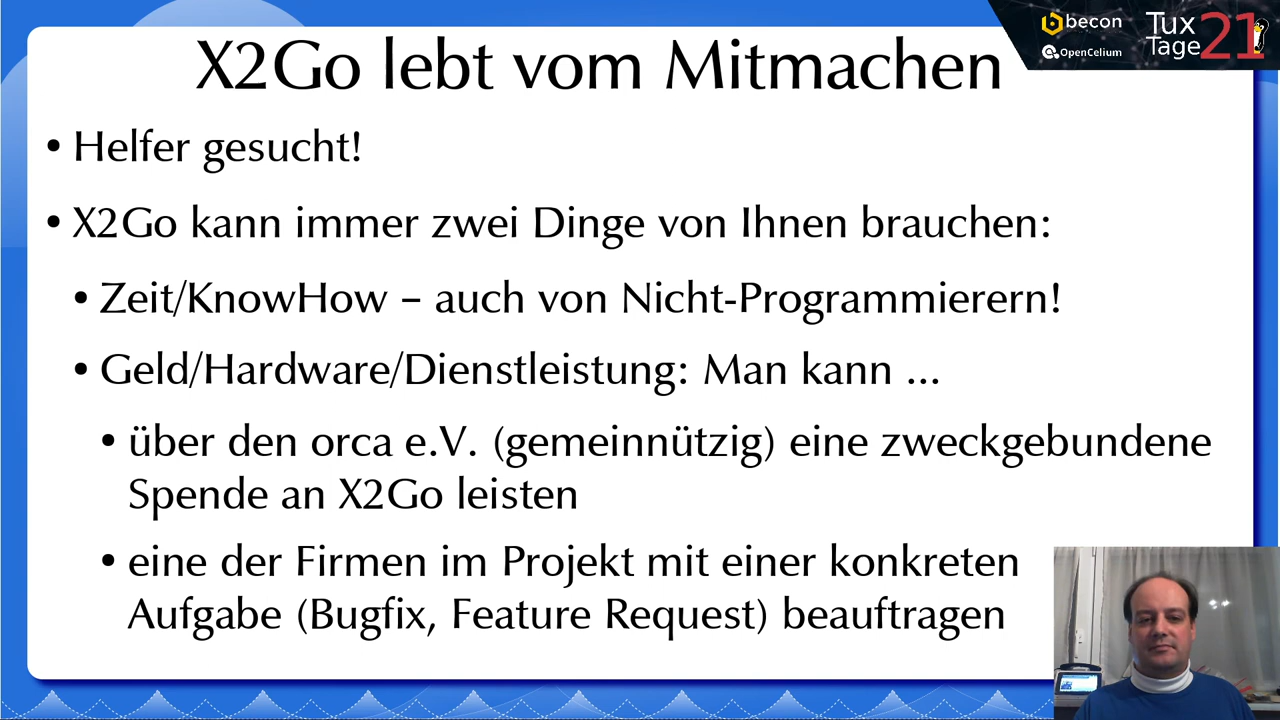 becon
OpenCelium
Tux
Tage
21
X2Go lebt vom Mitmachen
• Helfer gesucht!
• X2Go kann immer zwei Dinge von Ihnen brauchen:
• Zeit/KnowHow – auch von Nicht-Programmierern!
• Geld/Hardware/Dienstleistung: Man kann ...
• über den orca e.V. (gemeinnützig) eine zweckgebundene
Spende an X2Go leisten
• eine der Firmen im Projekt mit einer konkreten
Aufgabe (Bugfix, Feature Request) beauftragen